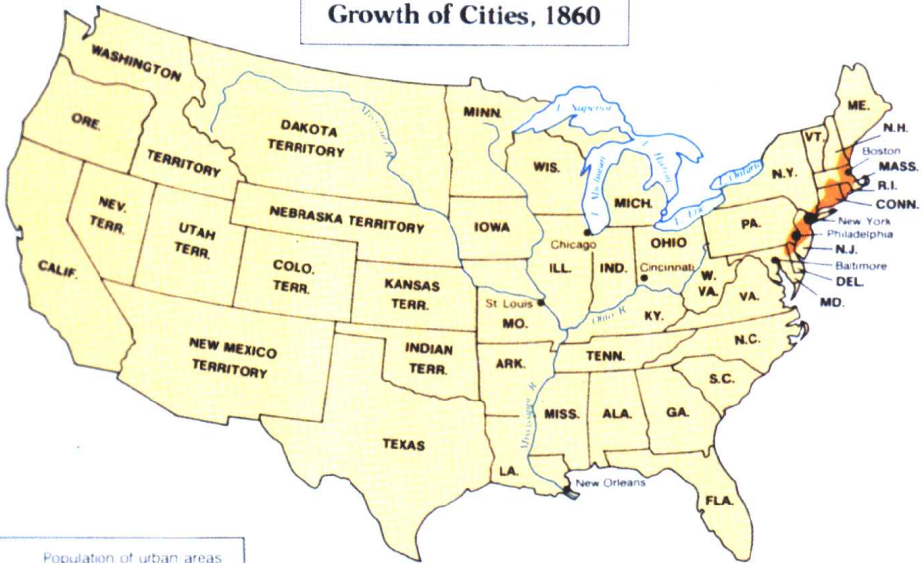 Growth of Cities, 1860
WASHINGTON
ORE.
TERRITORY
DAKOTA
TERRITORY
Missouri R.
MINN.
L. Superior
WIS.
L. Michigan
L. Huron
MICH.
L. Ontario
L. Erie
ME.
VT.
N.H.
Boston
MASS.
R.I.
CONN.
N.Y.
New York
Philadelphia
N.J.
Baltimore
DEL.
MD.
PA.
NEV.
TERR.
UTAH
TERR.
NEBRASKA TERRITORY
IOWA
Chicago
ILL.
IND.
OHIO
Cincinnati
W.
VA.
VA.
CALIF.
COLO.
TERR.
KANSAS
TERR.
St. Louis
MO.
Ohio R.
KY.
N.C.
NEW MEXICO
TERRITORY
INDIAN
TERR.
ARK.
TENN.
S.C.
Mississippi R.
MISS.
ALA.
GA.
TEXAS
LA.
New Orleans
FLA.
Population of urban areas